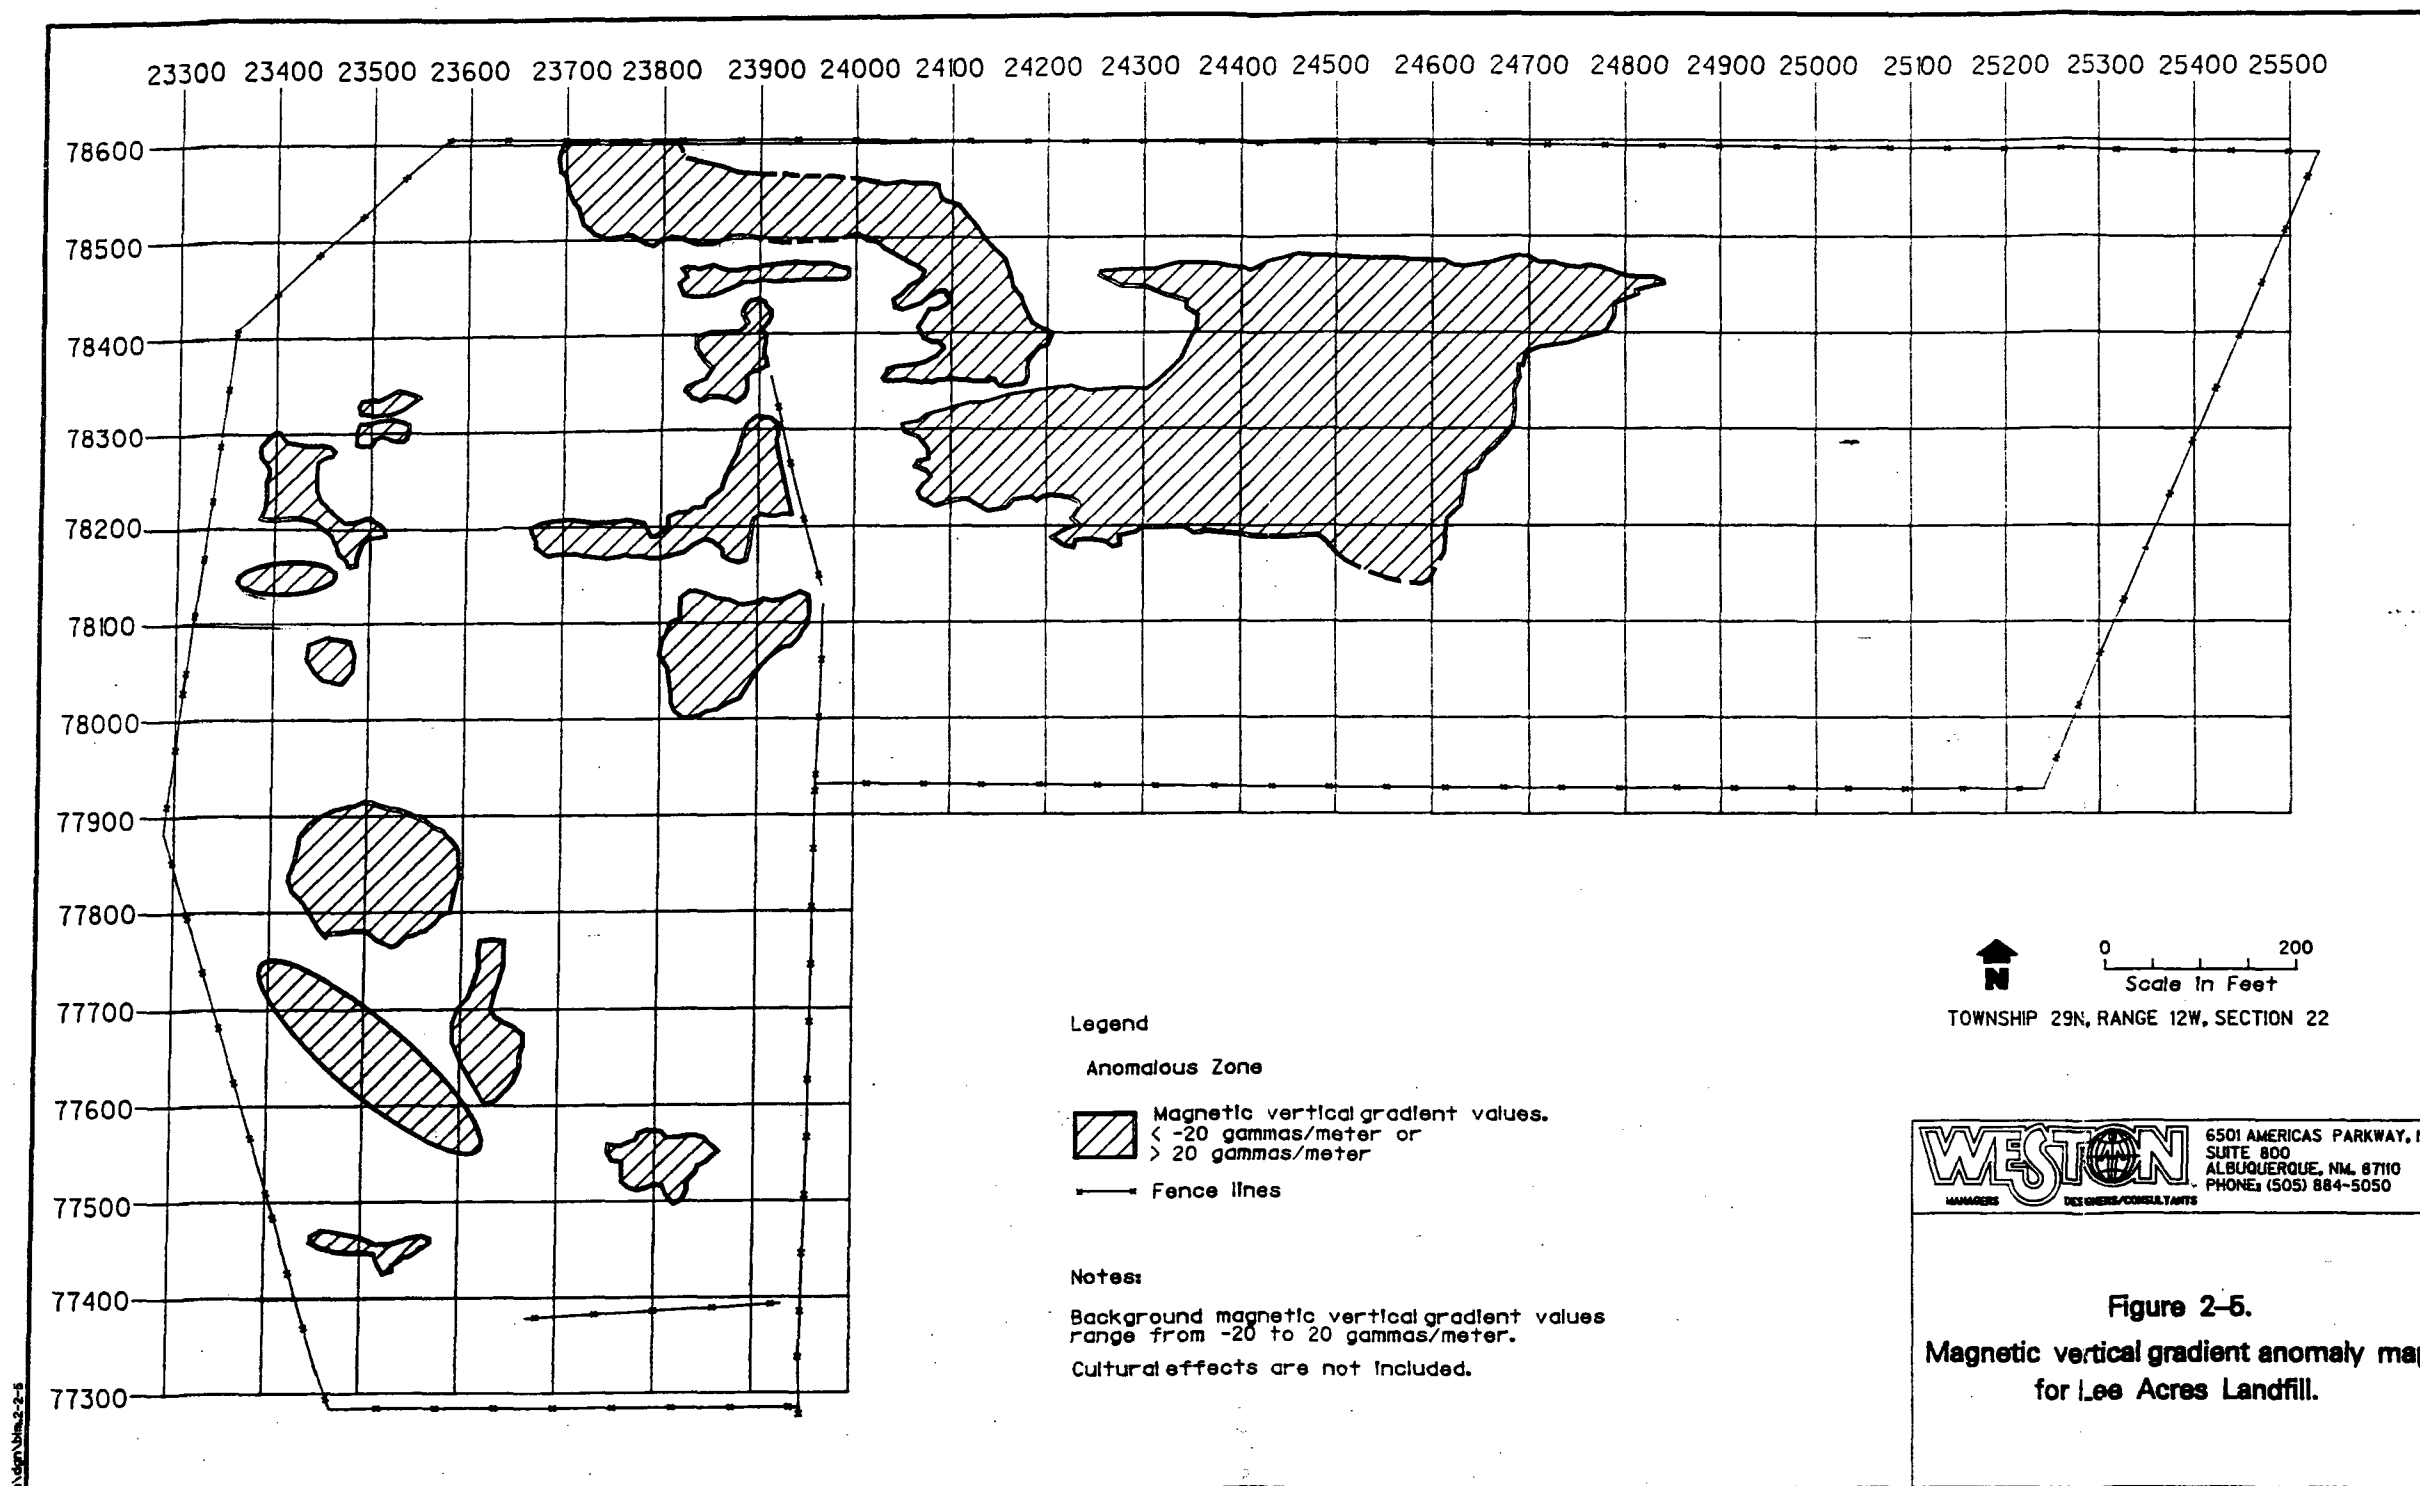 23300 23400 23500 23600 23700 23800 23900 24000 24100 24200 24300 24400 24500 24600 24700 24800 24900 25000 25100 25200 25300 25400 25500
78600
78500
78400
78300
78200
78100
78000
77900
77800
77700
77600
77500
77400
77300
0 200
Scale in Feet
N
TOWNSHIP 29N, RANGE 12W, SECTION 22
Legend
Anomalous Zone
Magnetic vertical gradient values.
< -20 gammas/meter or
> 20 gammas/meter
Fence lines
Notes:
Background magnetic vertical gradient values
range from -20 to 20 gammas/meter.
Cultural effects are not included.
WESTON
MANAGERS DESIGNERS/CONSULTANTS
6501 AMERICAS PARKWAY,
SUITE 800
ALBUQUERQUE, NM. 87110
PHONE: (505) 884-5050
Figure 2-5.
Magnetic vertical gradient anomaly map
for Lee Acres Landfill.